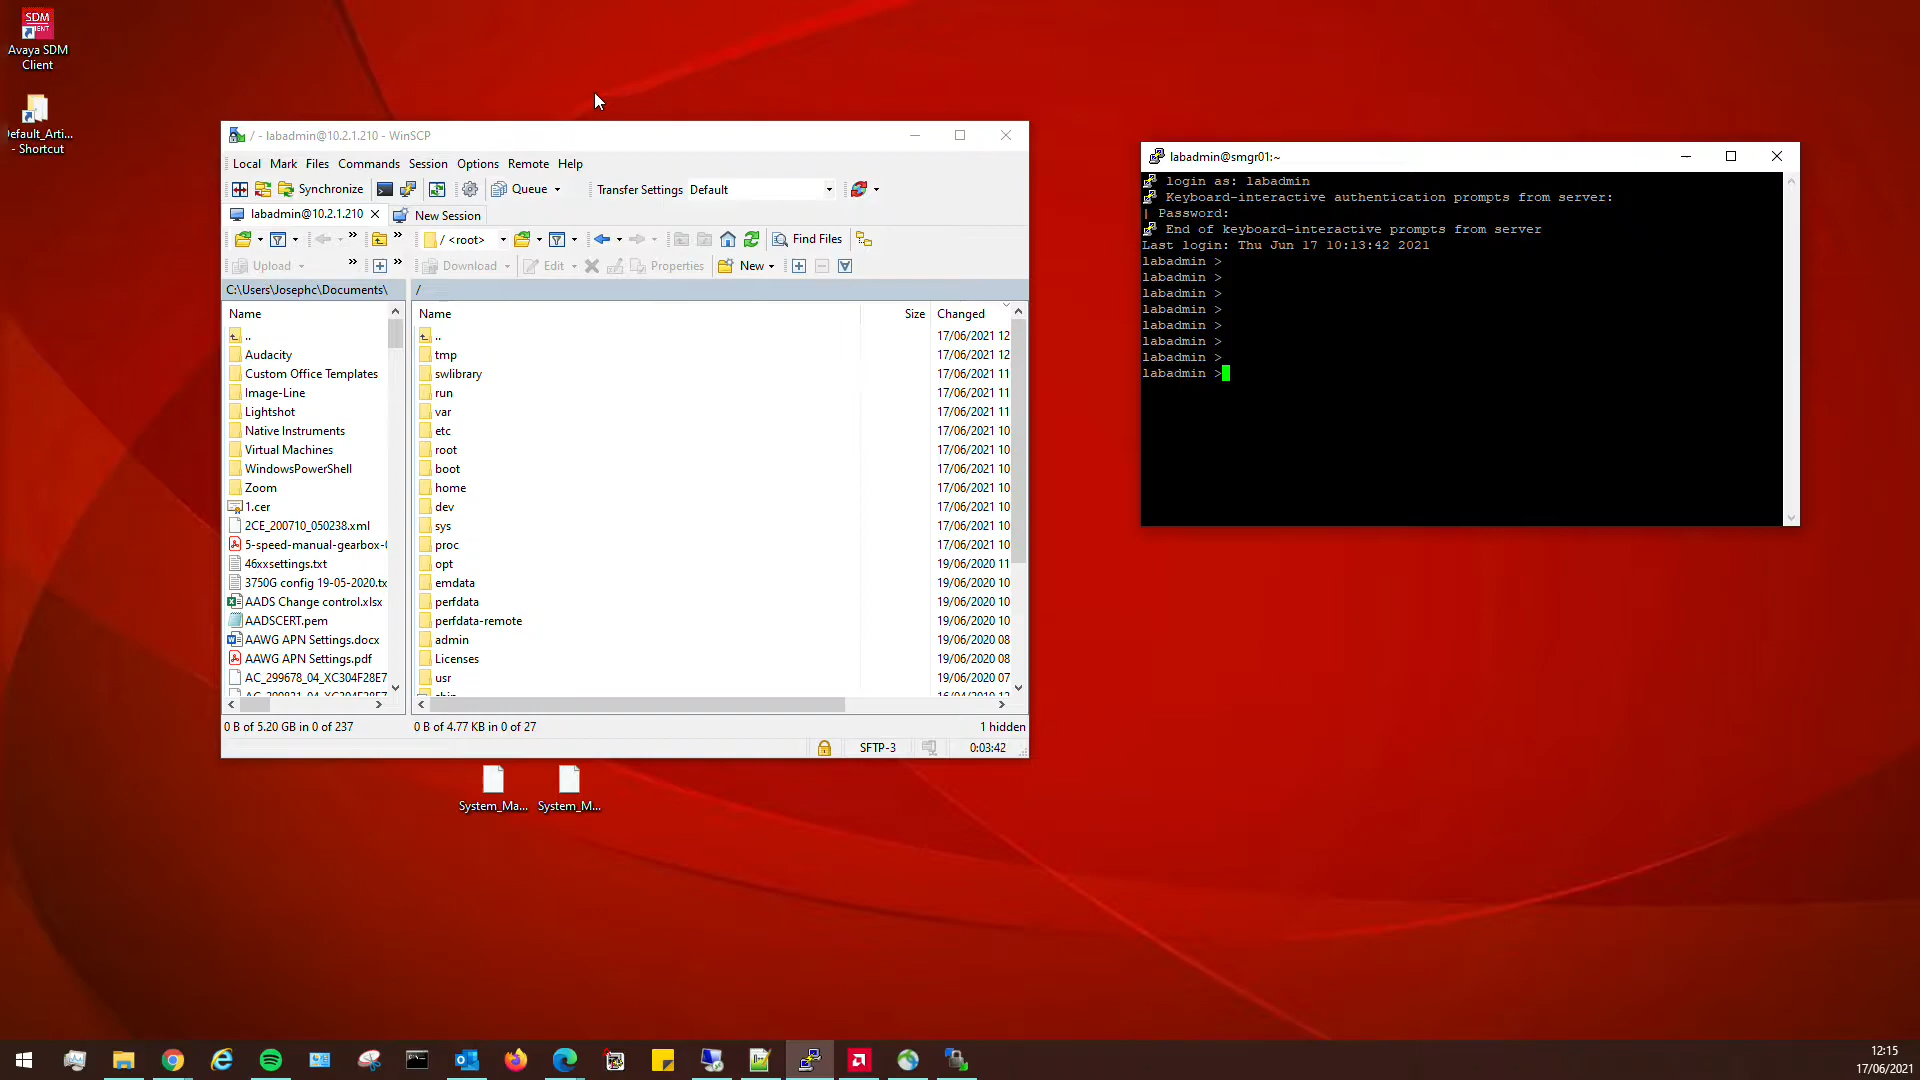 SDM
Avaya SDM
Client
Default_Arti...
- Shortcut
/ - labadmin@10.2.1.210 - WinSCP
Local Mark Files Commands Session Options Remote Help
Synchronize Queue Transfer Settings Default
labadmin@10.2.1.210 New Session
/ <root> Find Files
Upload Download Edit Properties New
C:\Users\Josephc\Documents\
/
Name
..
Audacity
Custom Office Templates
Image-Line
Lightshot
Native Instruments
Virtual Machines
WindowsPowerShell
Zoom
1.cer
2CE_200710_050238.xml
5-speed-manual-gearbox-
46xxsettings.txt
3750G config 19-05-2020.tx
AADS Change control.xlsx
AADSCERT.pem
AAWG APN Settings.docx
AAWG APN Settings.pdf
AC_299678_04_XC304F28E7
Name Size Changed
.. 17/06/2021 12
tmp 17/06/2021 12
swlibrary 17/06/2021 11
run 17/06/2021 11
var 17/06/2021 11
etc 17/06/2021 10
root 17/06/2021 10
boot 17/06/2021 10
home 17/06/2021 10
dev 17/06/2021 10
sys 17/06/2021 10
proc 17/06/2021 10
opt 19/06/2020 11
emdata 19/06/2020 10
perfdata 19/06/2020 10
perfdata-remote 19/06/2020 10
admin 19/06/2020 08
Licenses 19/06/2020 08
usr 19/06/2020 07
0 B of 5.20 GB in 0 of 237
0 B of 4.77 KB in 0 of 27
1 hidden
SFTP-3 0:03:42
System_Ma... System_M...
labadmin@smgr01:~
login as: labadmin
Keyboard-interactive authentication prompts from server:
| Password:
End of keyboard-interactive prompts from server
Last login: Thu Jun 17 10:13:42 2021
labadmin >
labadmin >
labadmin >
labadmin >
labadmin >
labadmin >
labadmin >
labadmin >
12:15
17/06/2021